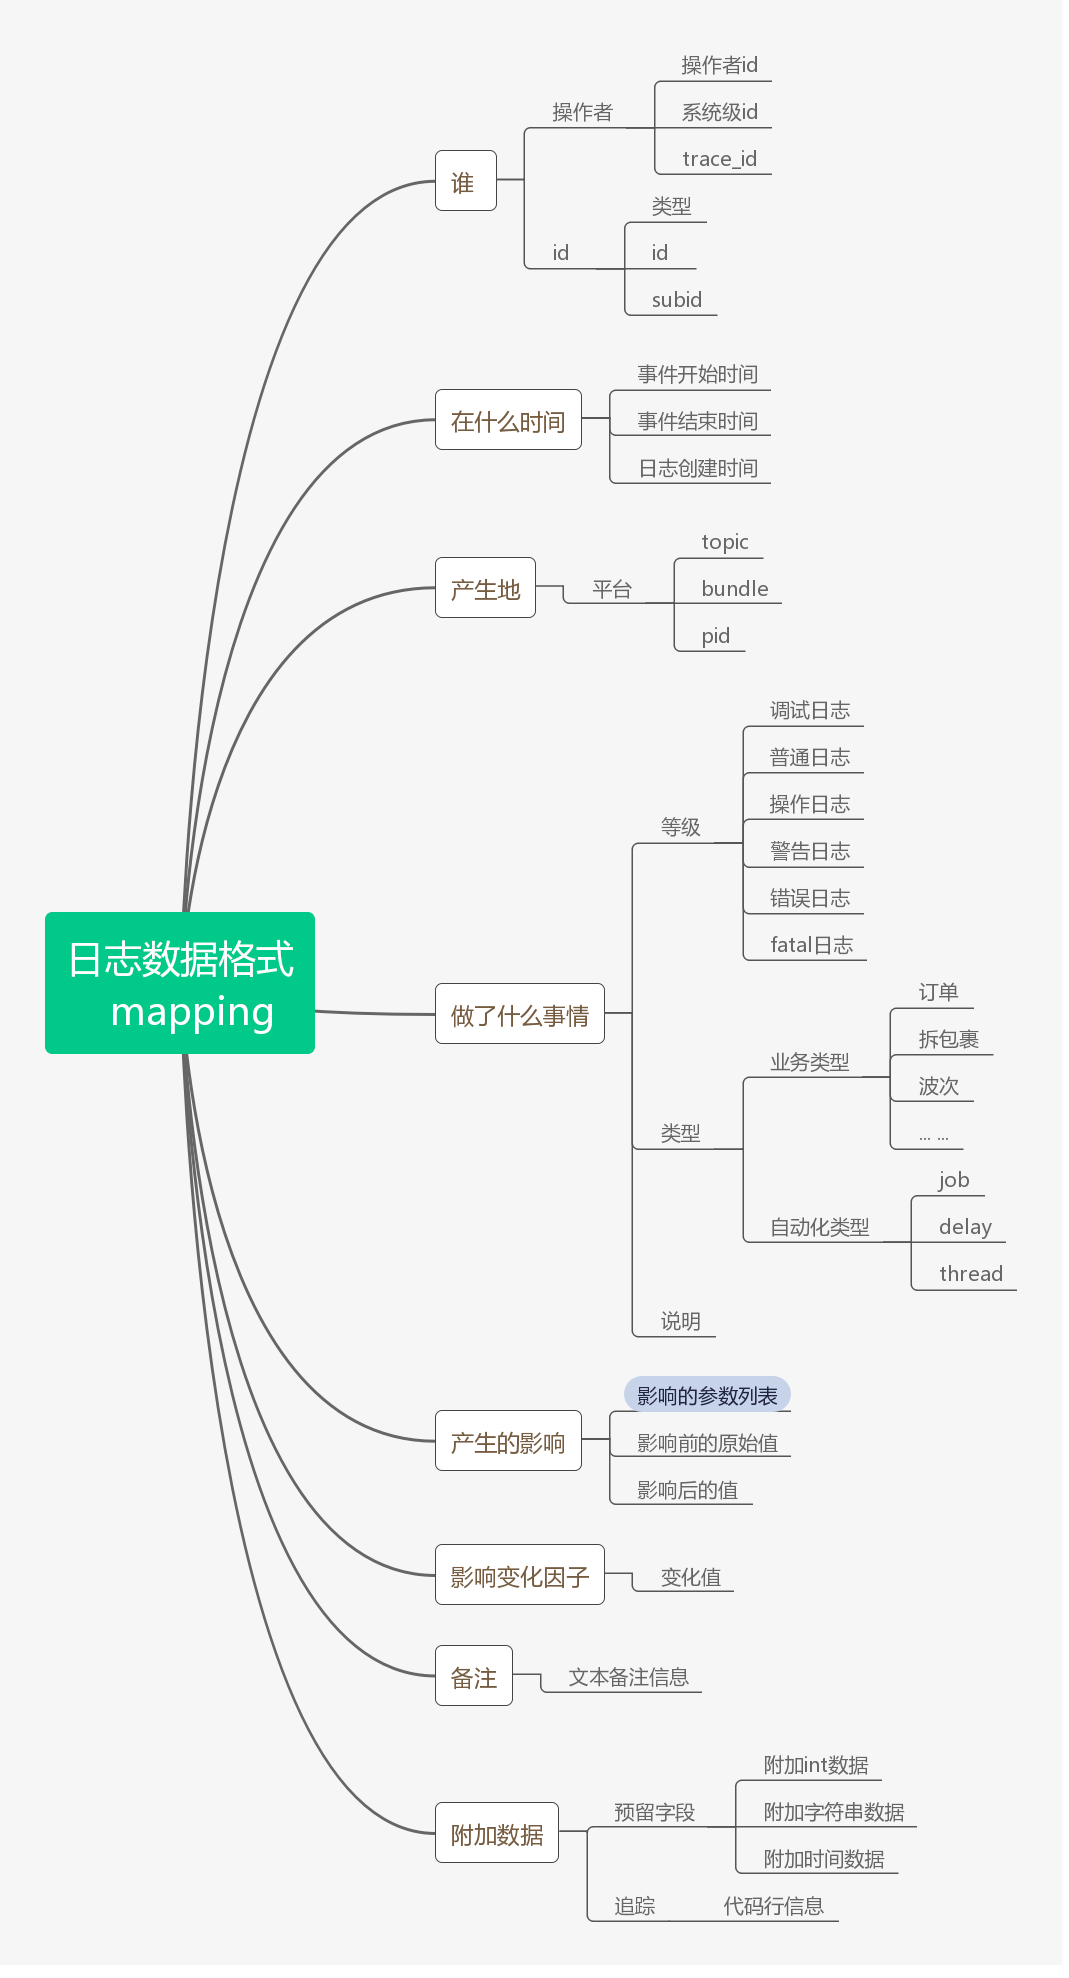 日志数据格式
mapping
谁
操作者
操作者id
系统级id
trace_id
id
类型
id
subid
在什么时间
事件开始时间
事件结束时间
日志创建时间
产生地
平台
topic
bundle
pid
做了什么事情
等级
调试日志
普通日志
操作日志
警告日志
错误日志
fatal日志
类型
业务类型
订单
拆包裹
波次
... ...
自动化类型
job
delay
thread
说明
产生的影响
影响的参数列表
影响前的原始值
影响后的值
影响变化因子
变化值
备注
文本备注信息
附加数据
预留字段
附加int数据
附加字符串数据
附加时间数据
追踪
代码行信息